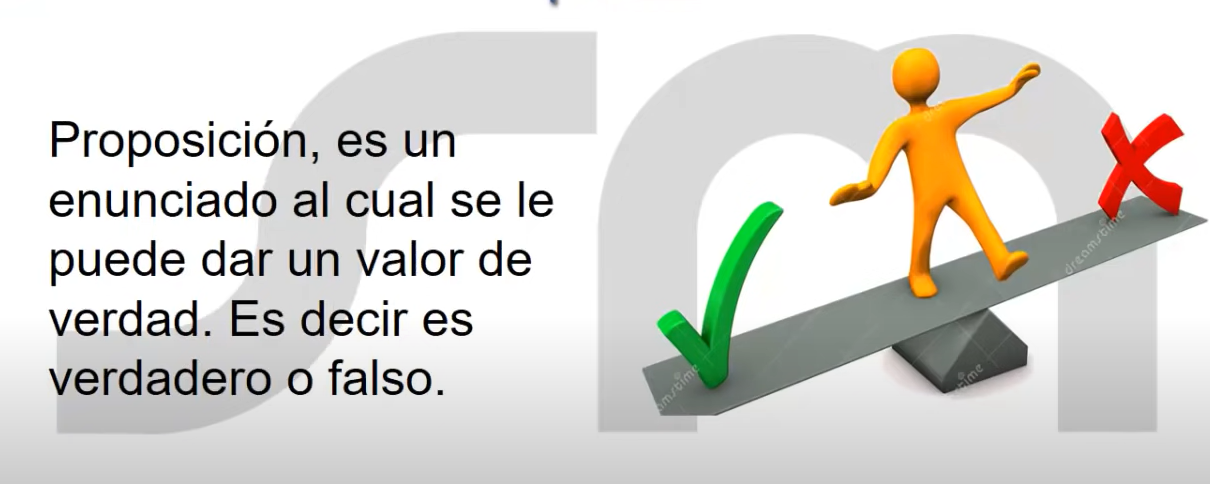 Proposición, es un
enunciado al cual se le
puede dar un valor de
verdad. Es decir es
verdadero o falso.
dreamstime